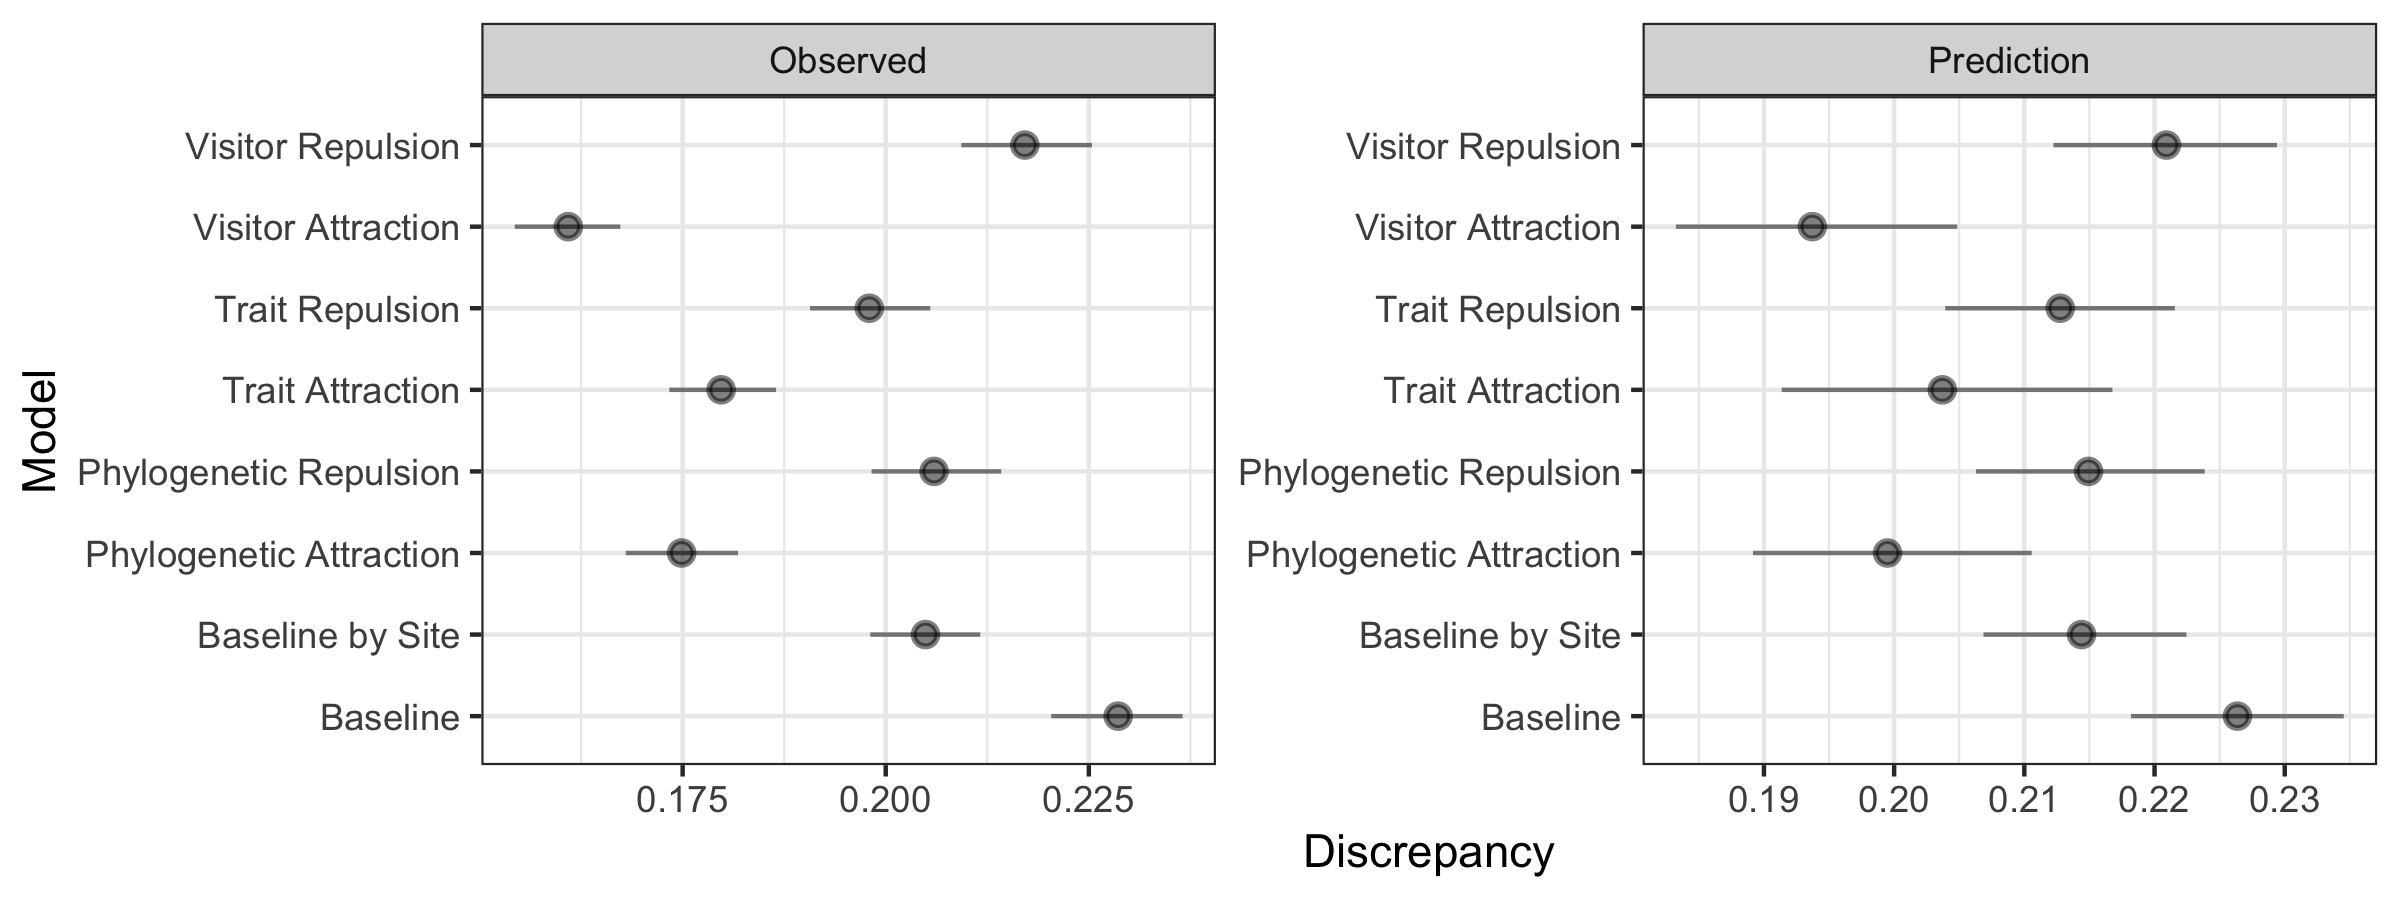 Observed
Prediction
Model
Visitor Repulsion
Visitor Attraction
Trait Repulsion
Trait Attraction
Phylogenetic Repulsion
Phylogenetic Attraction
Baseline by Site
Baseline
0.175 0.200 0.225
Visitor Repulsion
Visitor Attraction
Trait Repulsion
Trait Attraction
Phylogenetic Repulsion
Phylogenetic Attraction
Baseline by Site
Baseline
0.19 0.20 0.21 0.22 0.23
Discrepancy